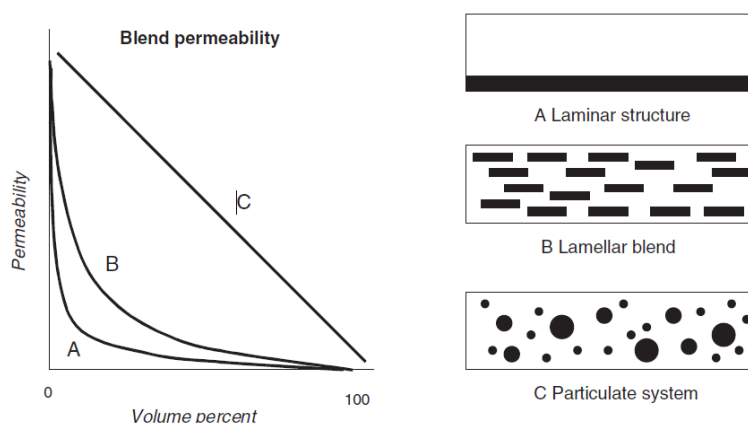 Blend permeability
Permeability
A
B
C
0
100
Volume percent
A Laminar structure
B Lamellar blend
C Particulate system